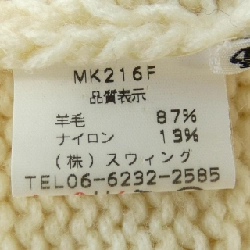 MK216F
品質表示
羊毛 87%
ナイロン 13%
(株)スウィング
TEL06-6232-2585